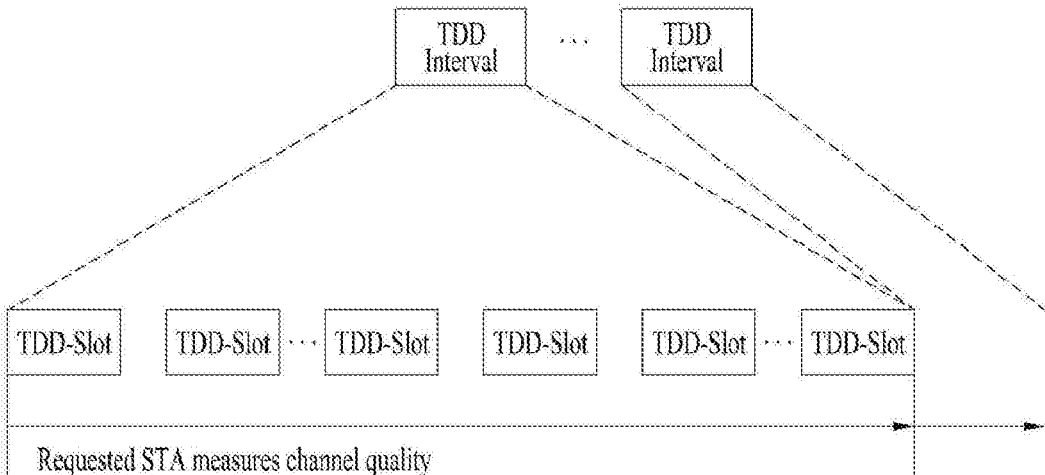 TDD
Interval
...
TDD
Interval
TDD-Slot
TDD-Slot
...
TDD-Slot
TDD-Slot
TDD-Slot
...
TDD-Slot
Requested STA measures channel quality